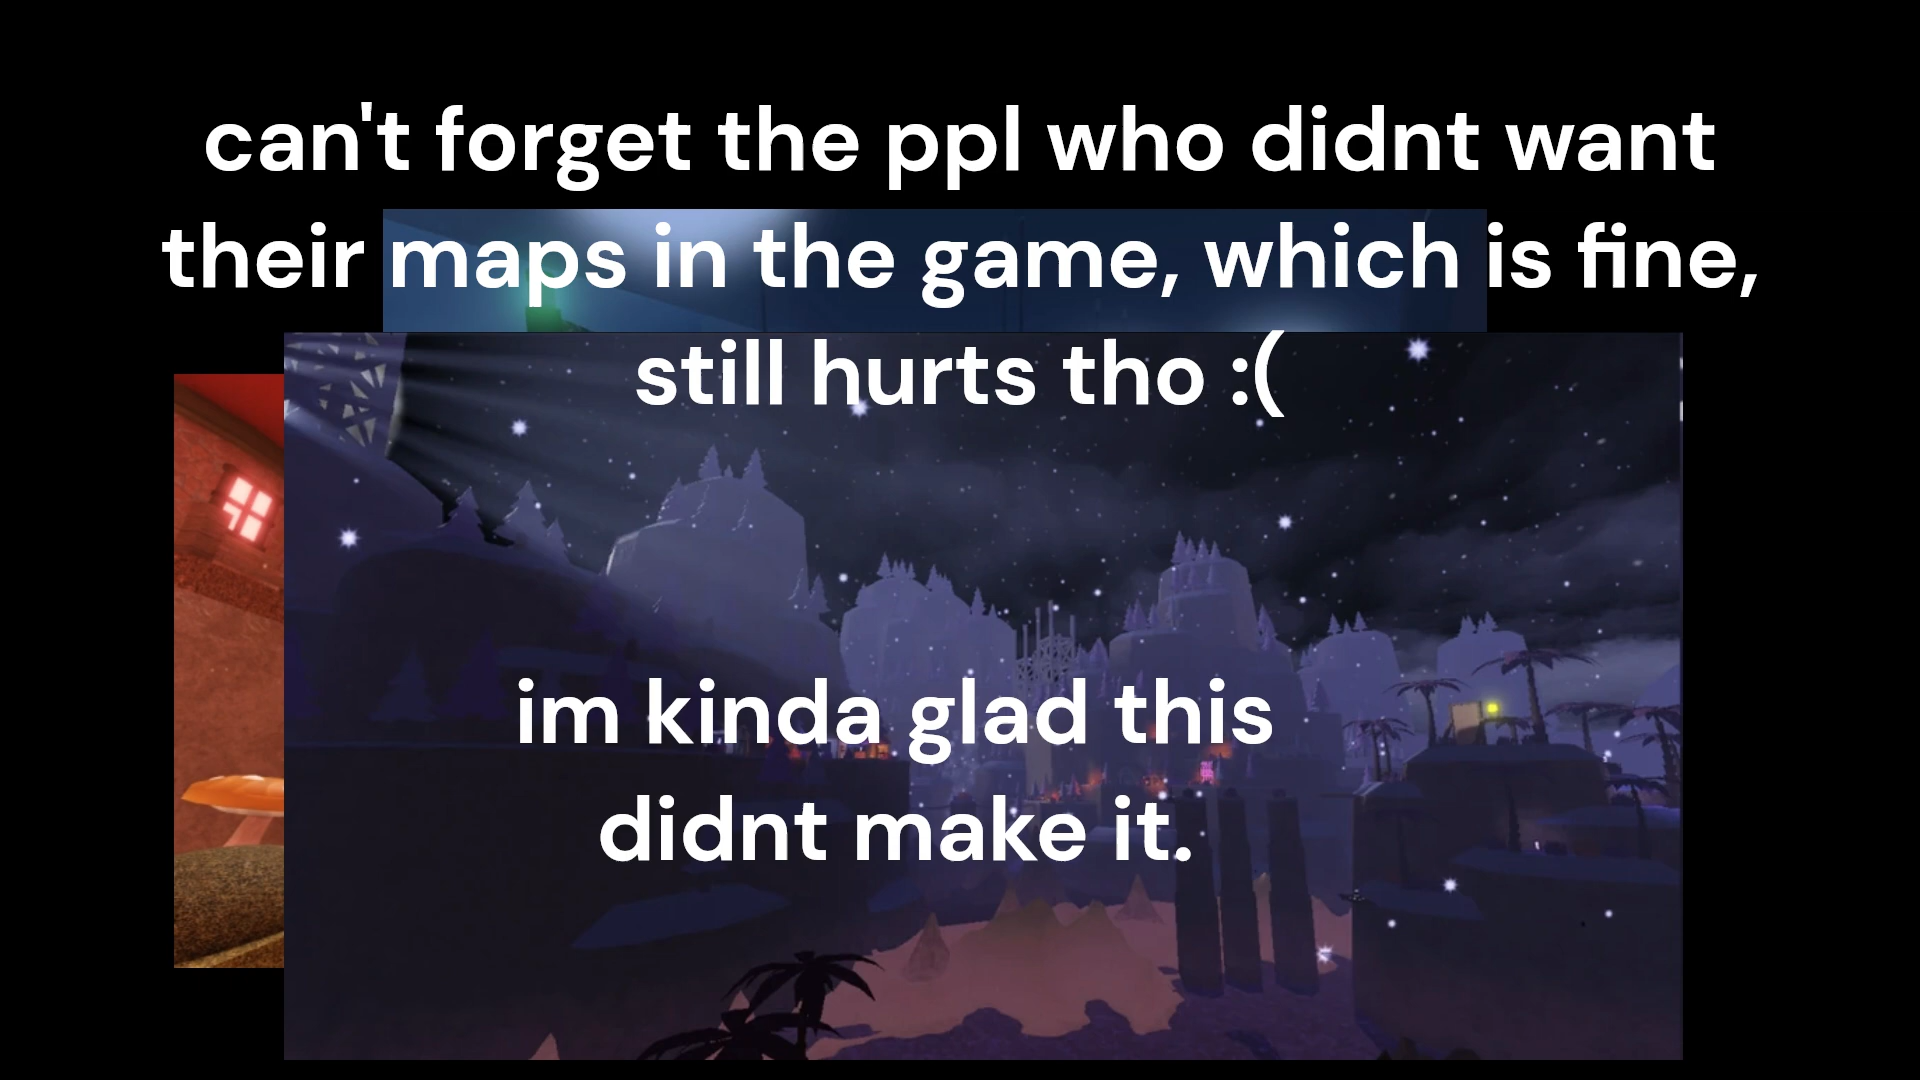 can't forget the ppl who didnt want
their maps in the game, which is fine,
still hurts tho :(
im kinda glad this
didnt make it.